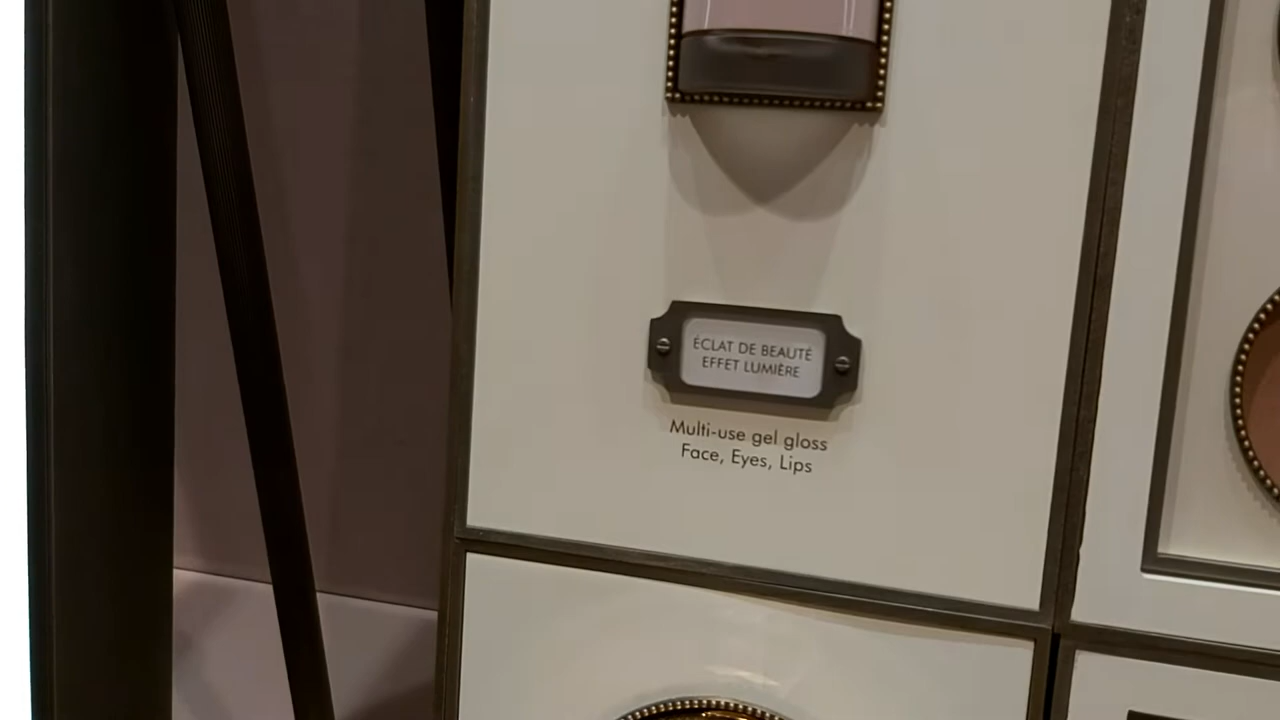 ÉCLAT DE BEAUTÉ
EFFET LUMIÈRE
Multi-use gel gloss
Face, Eyes, Lips